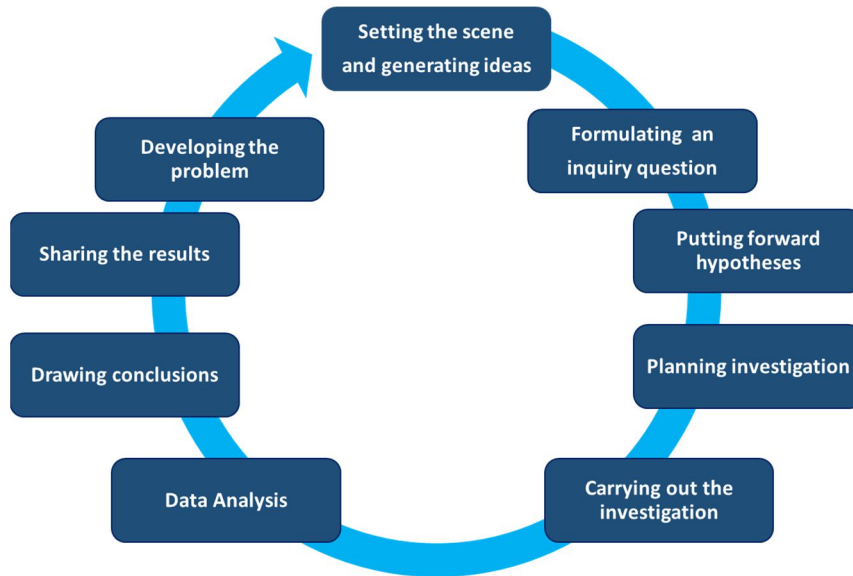 Setting the scene
and generating ideas
Formulating an
inquiry question
Putting forward
hypotheses
Planning investigation
Carrying out the
investigation
Data Analysis
Drawing conclusions
Sharing the results
Developing the
problem